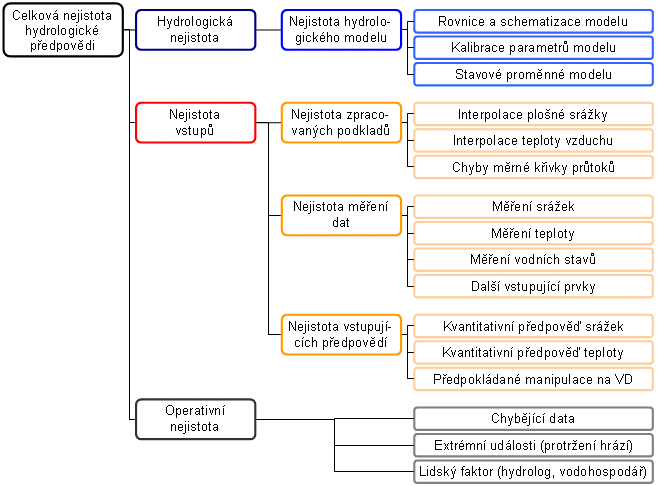 Celková nejistota
hydrologické
předpovědi
Hydrologická
nejistota
Nejistota hydrolo-
gického modelu
Rovnice a schematizace modelu
Kalibrace parametrů modelu
Stavové proměnné modelu
Nejistota
vstupů
Nejistota zpraco-
vaných podkladů
Interpolace plošné srážky
Interpolace teploty vzduchu
Chyby měrné křivky průtoků
Nejistota měření
dat
Měření srážek
Měření teploty
Měření vodních stavů
Další vstupující prvky
Nejistota vstupují-
cích předpovědí
Kvantitativní předpověď srážek
Kvantitativní předpověď teploty
Předpokládané manipulace na VD
Operativní
nejistota
Chybějící data
Extrémní události (protržení hrází)
Lidský faktor (hydrolog, vodohospodář)